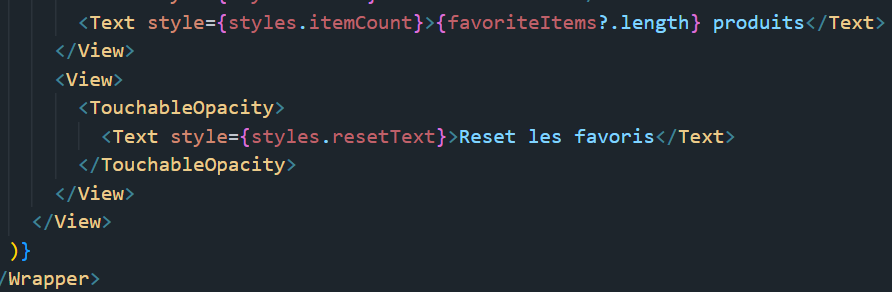 <Text style={styles.itemCount}>{favoriteItems?.length} produits</Text>
</View>
<View>
<TouchableOpacity>
<Text style={styles.resetText}>Reset les favoris</Text>
</TouchableOpacity>
</View>
</View>
)}
/Wrapper>